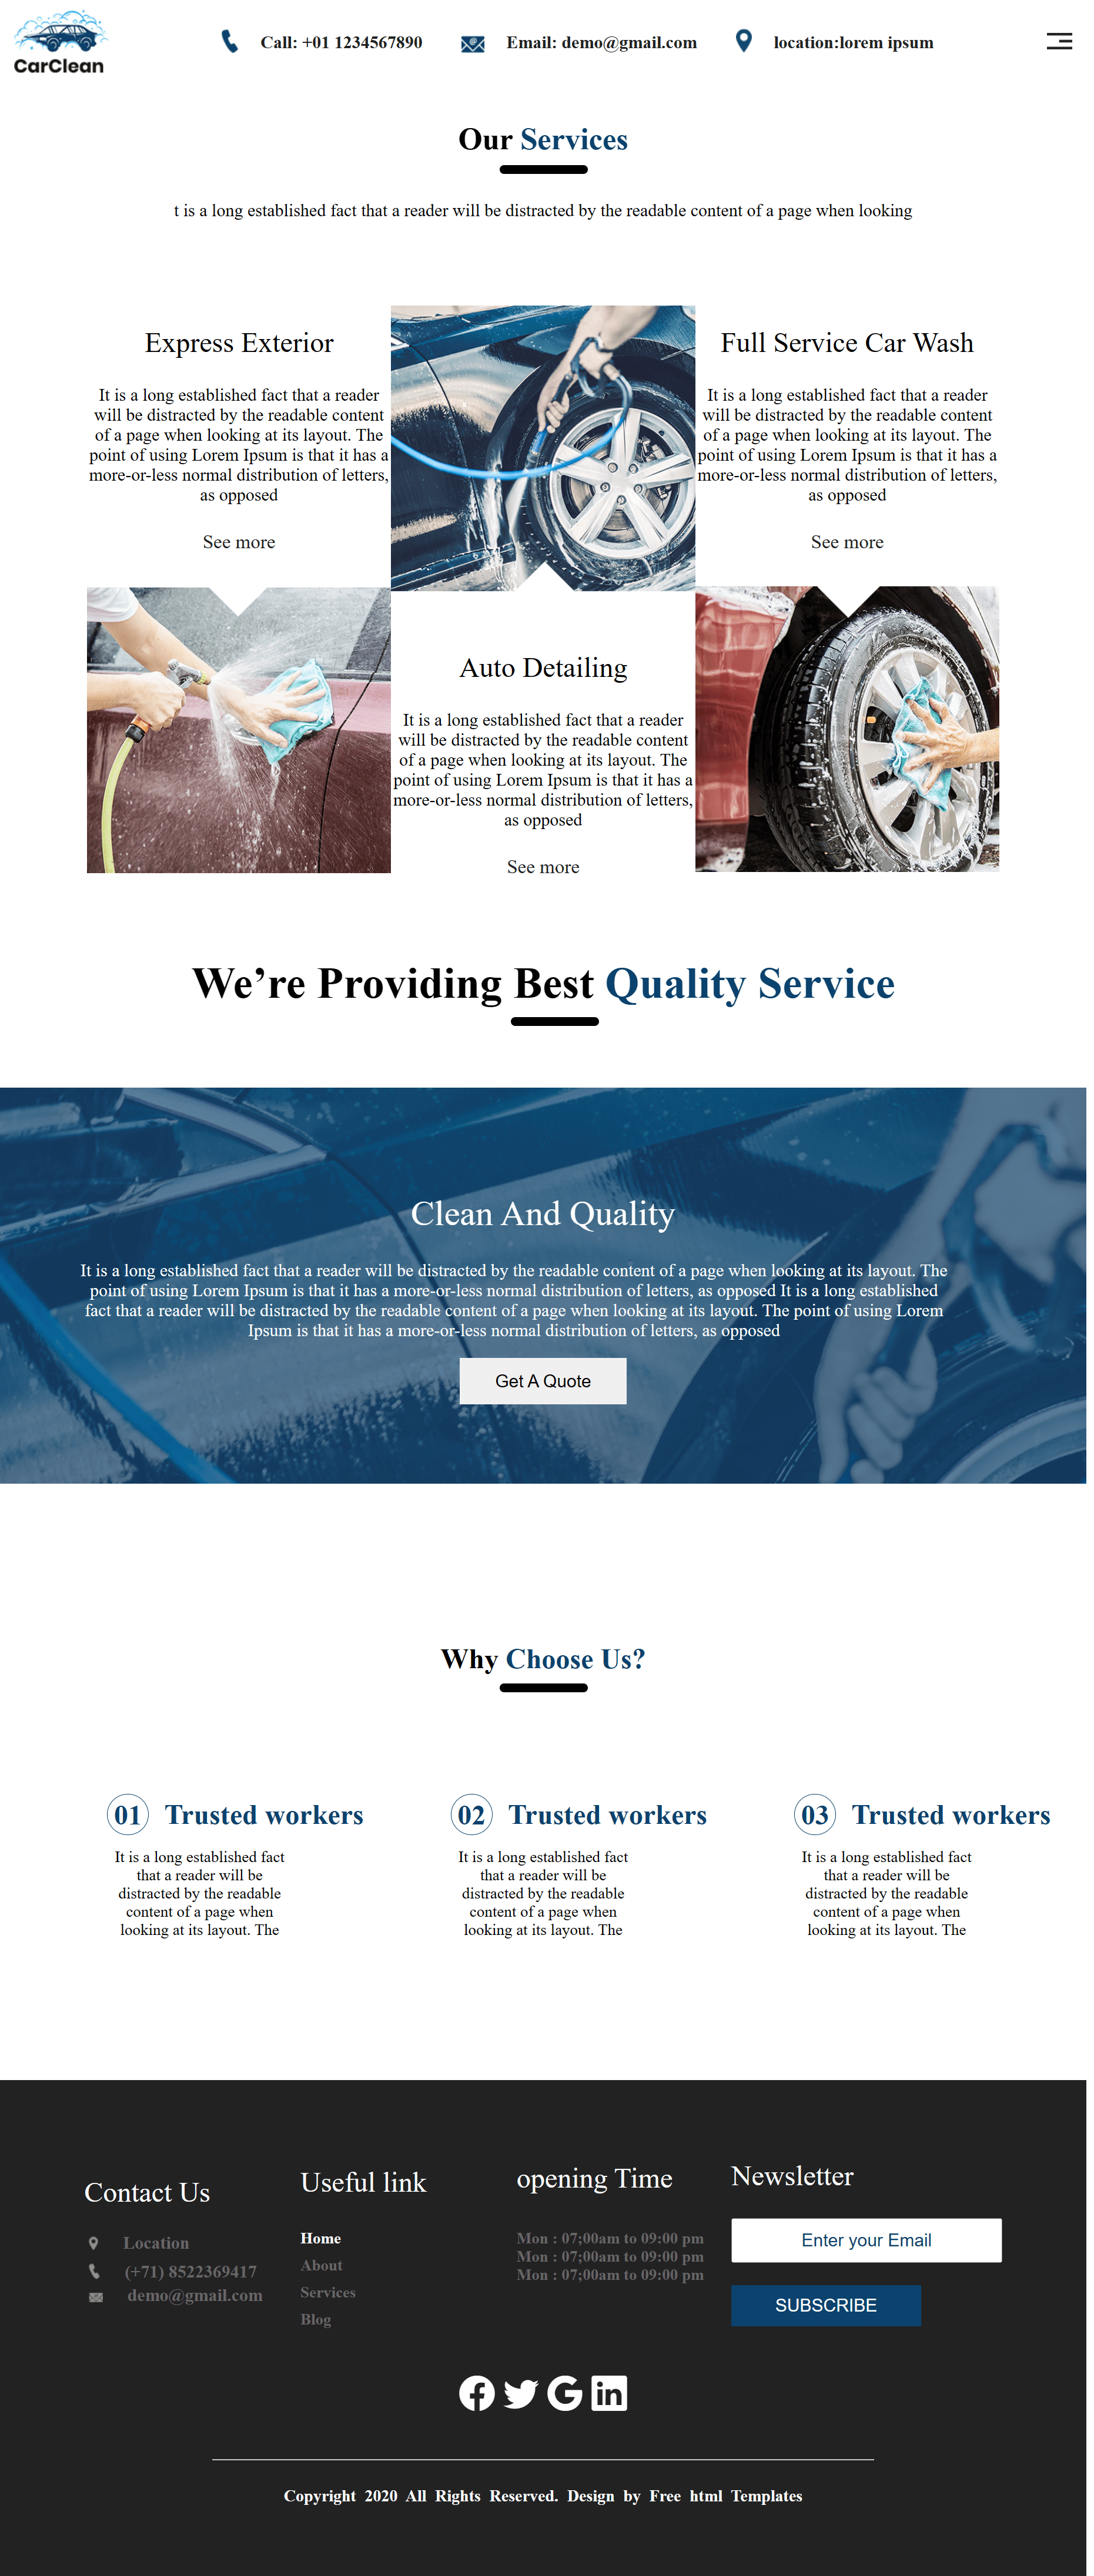 CarClean
Call: +01 1234567890
Email: demo@gmail.com
location:lorem ipsum
Our Services
t is a long established fact that a reader will be distracted by the readable content of a page when looking
Express Exterior
It is a long established fact that a reader
will be distracted by the readable content
of a page when looking at its layout. The
point of using Lorem Ipsum is that it has a
more-or-less normal distribution of letters,
as opposed
See more
Full Service Car Wash
It is a long established fact that a reader
will be distracted by the readable content
of a page when looking at its layout. The
point of using Lorem Ipsum is that it has a
more-or-less normal distribution of letters,
as opposed
See more
Auto Detailing
It is a long established fact that a reader
will be distracted by the readable content
of a page when looking at its layout. The
point of using Lorem Ipsum is that it has a
more-or-less normal distribution of letters,
as opposed
See more
We’re Providing Best Quality Service
Clean And Quality
It is a long established fact that a reader will be distracted by the readable content of a page when looking at its layout. The
point of using Lorem Ipsum is that it has a more-or-less normal distribution of letters, as opposed It is a long established
fact that a reader will be distracted by the readable content of a page when looking at its layout. The point of using Lorem
Ipsum is that it has a more-or-less normal distribution of letters, as opposed
Get A Quote
Why Choose Us?
01 Trusted workers
It is a long established fact
that a reader will be
distracted by the readable
content of a page when
looking at its layout. The
02 Trusted workers
It is a long established fact
that a reader will be
distracted by the readable
content of a page when
looking at its layout. The
03 Trusted workers
It is a long established fact
that a reader will be
distracted by the readable
content of a page when
looking at its layout. The
Contact Us
Location
(+71) 8522369417
demo@gmail.com
Useful link
Home
About
Services
Blog
opening Time
Mon : 07;00am to 09:00 pm
Mon : 07;00am to 09:00 pm
Mon : 07;00am to 09:00 pm
Newsletter
Enter your Email
SUBSCRIBE
Copyright 2020 All Rights Reserved. Design by Free html Templates